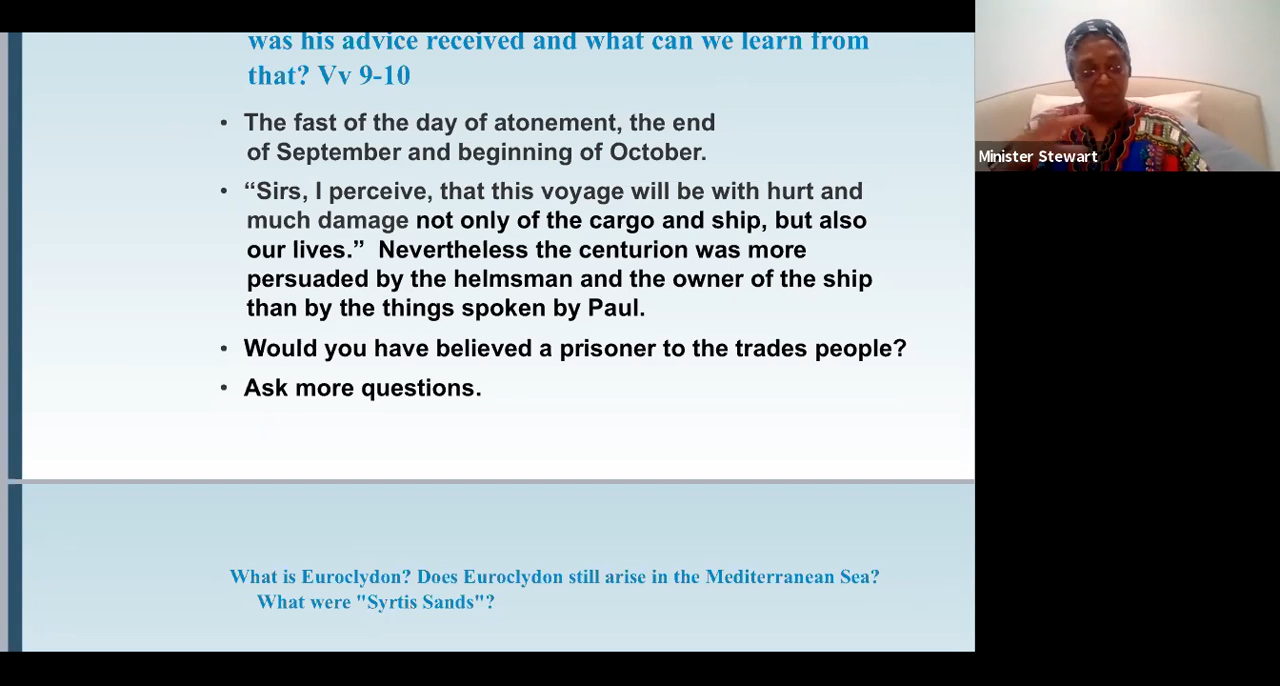 was his advice received and what can we learn from
that? Vv 9-10
• The fast of the day of atonement, the end
of September and beginning of October.
• “Sirs, I perceive, that this voyage will be with hurt and
much damage not only of the cargo and ship, but also
our lives.” Nevertheless the centurion was more
persuaded by the helmsman and the owner of the ship
than by the things spoken by Paul.
• Would you have believed a prisoner to the trades people?
• Ask more questions.
What is Euroclydon? Does Euroclydon still arise in the Mediterranean Sea?
What were "Syrtis Sands"?
Minister Stewart